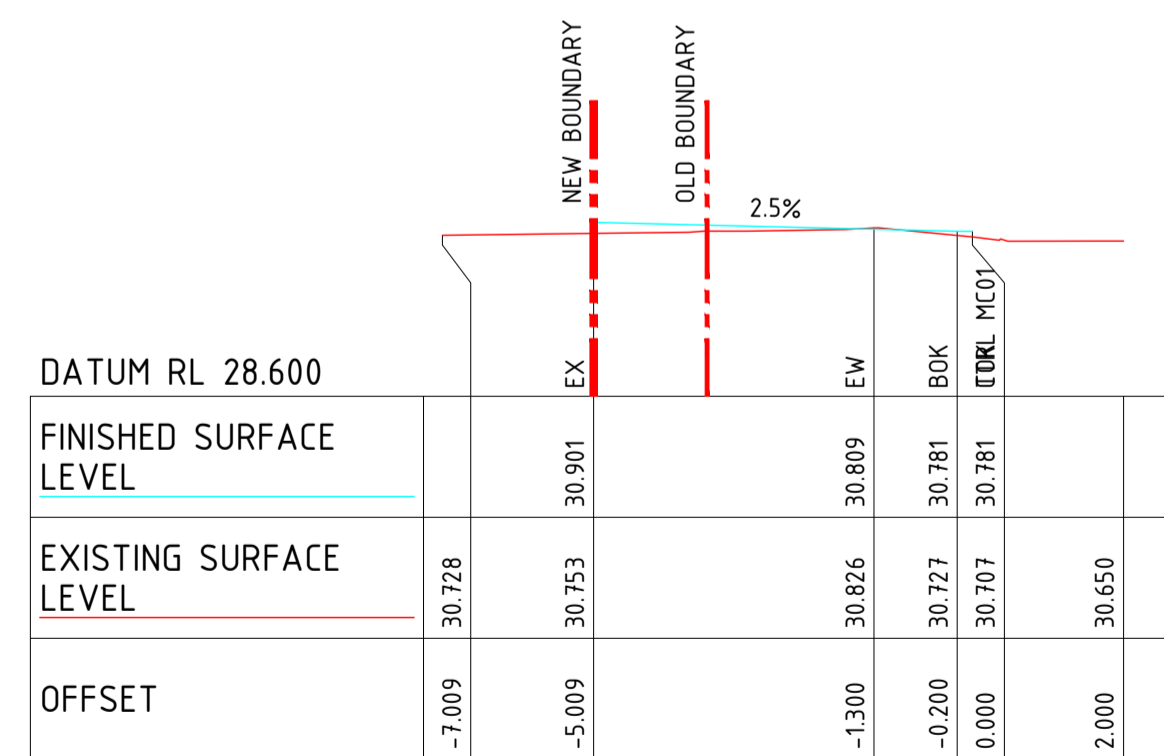 NEW BOUNDARY
OLD BOUNDARY
2.5%
DATUM RL 28.600
EX
EW
BOK
MC01
FINISHED SURFACE
LEVEL
30.901
30.809
30.781
30.781
EXISTING SURFACE
LEVEL
30.728
30.753
30.826
30.727
30.707
30.650
OFFSET
-7.009
-5.009
-1.300
-0.200
0.000
2.000